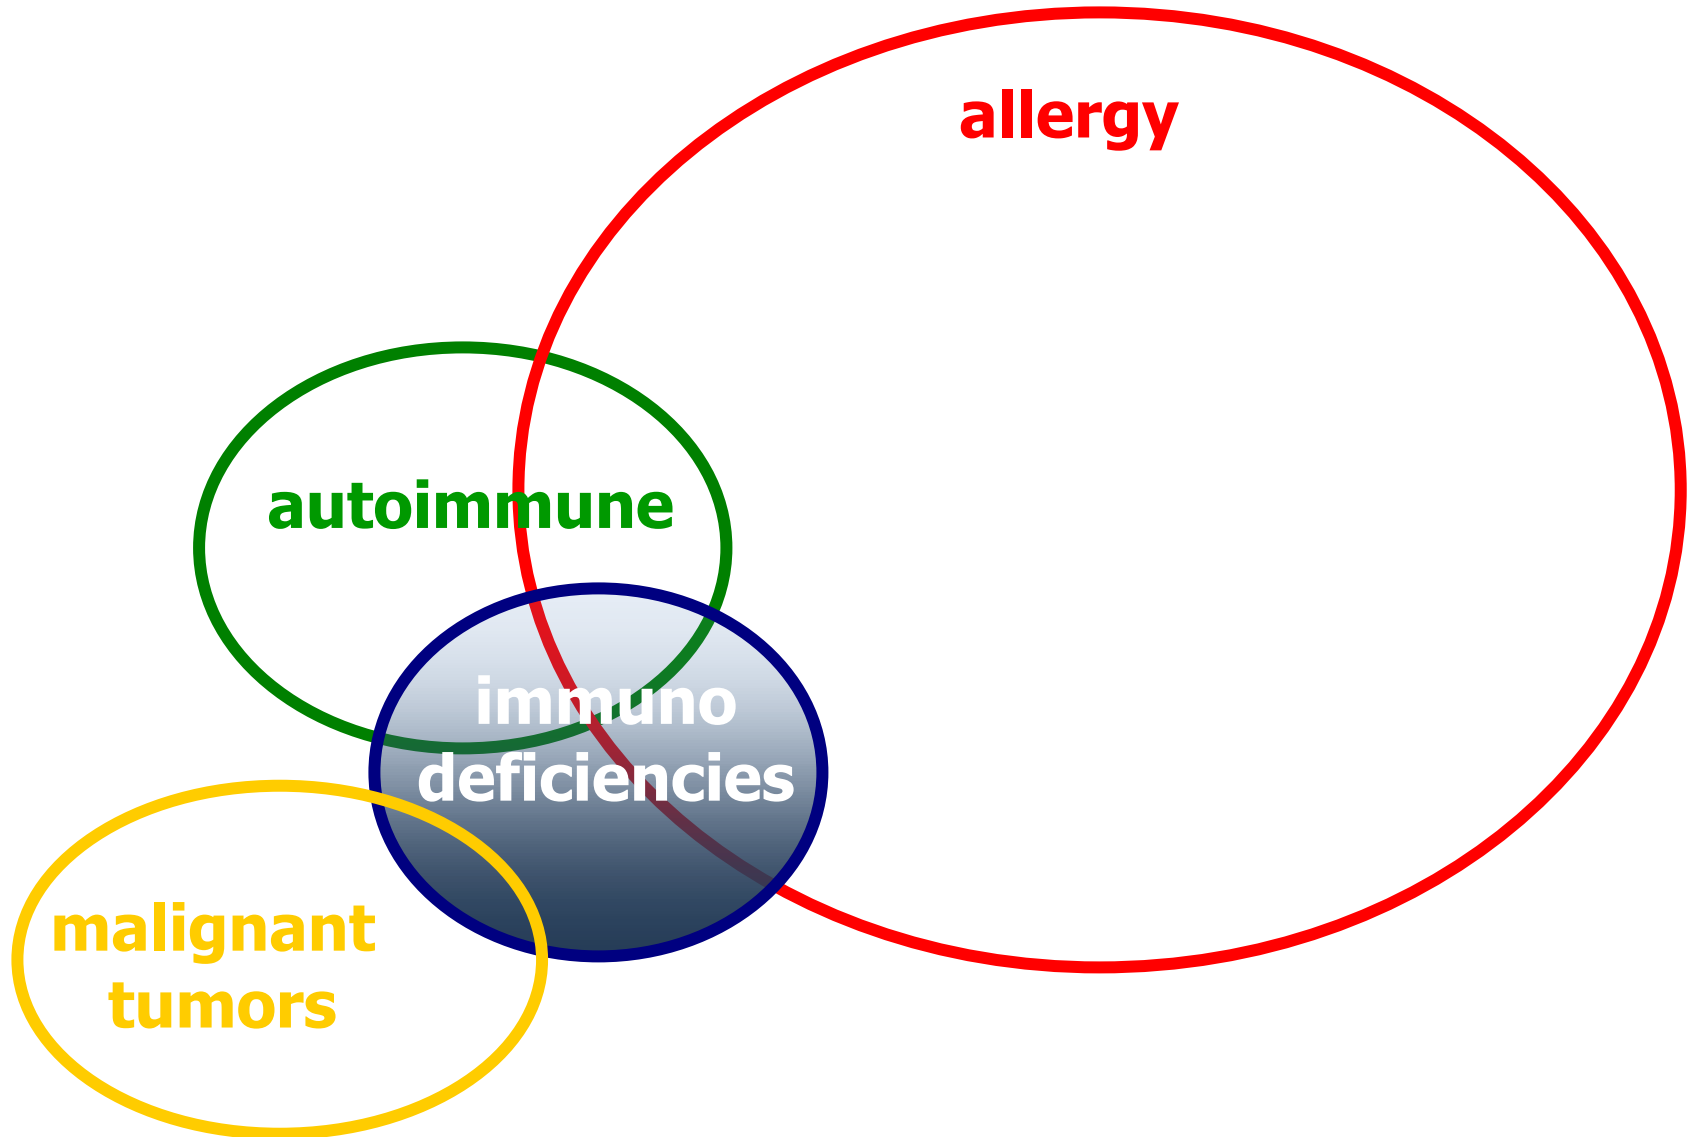 allergy
autoimmune
immuno
deficiencies
malignant
tumors